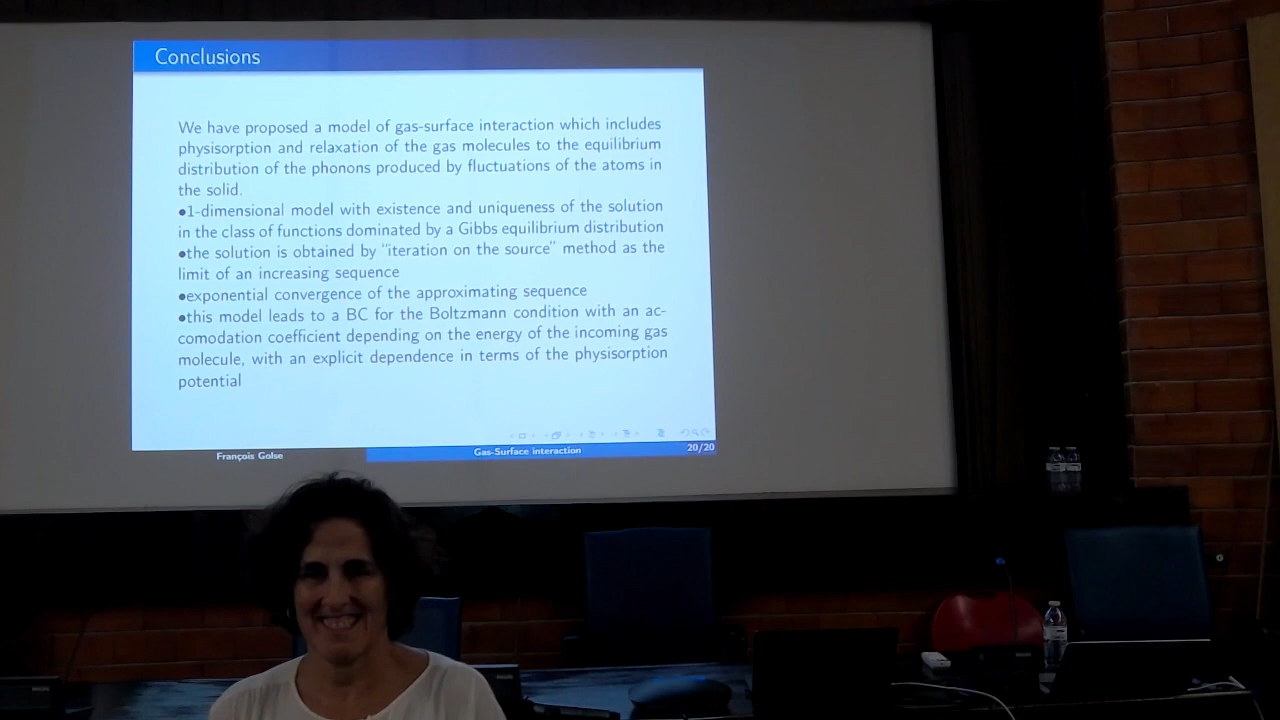 Conclusions
We have proposed a model of gas-surface interaction which includes
physisorption and relaxation of the gas molecules to the equilibrium
distribution of the phonons produced by fluctuations of the atoms in
the solid.
•1-dimensional model with existence and uniqueness of the solution
in the class of functions dominated by a Gibbs equilibrium distribution
•the solution is obtained by "iteration on the source" method as the
limit of an increasing sequence
•exponential convergence of the approximating sequence
•this model leads to a BC for the Boltzmann condition with an ac-
comodation coefficient depending on the energy of the incoming gas
molecule, with an explicit dependence in terms of the physisorption
potential
François Golse
Gas-Surface interaction
20/20